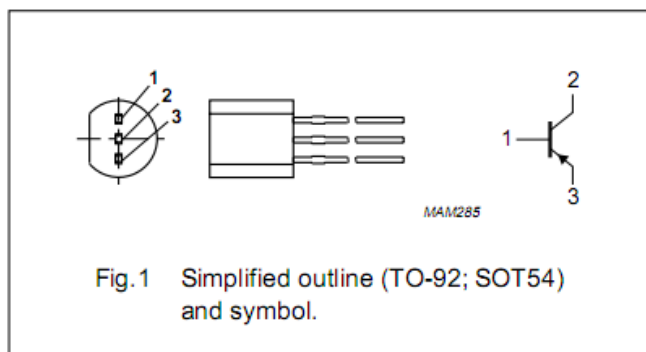 1
2
3
2
1
3
MAM285
Fig.1 Simplified outline (TO-92; SOT54)
and symbol.